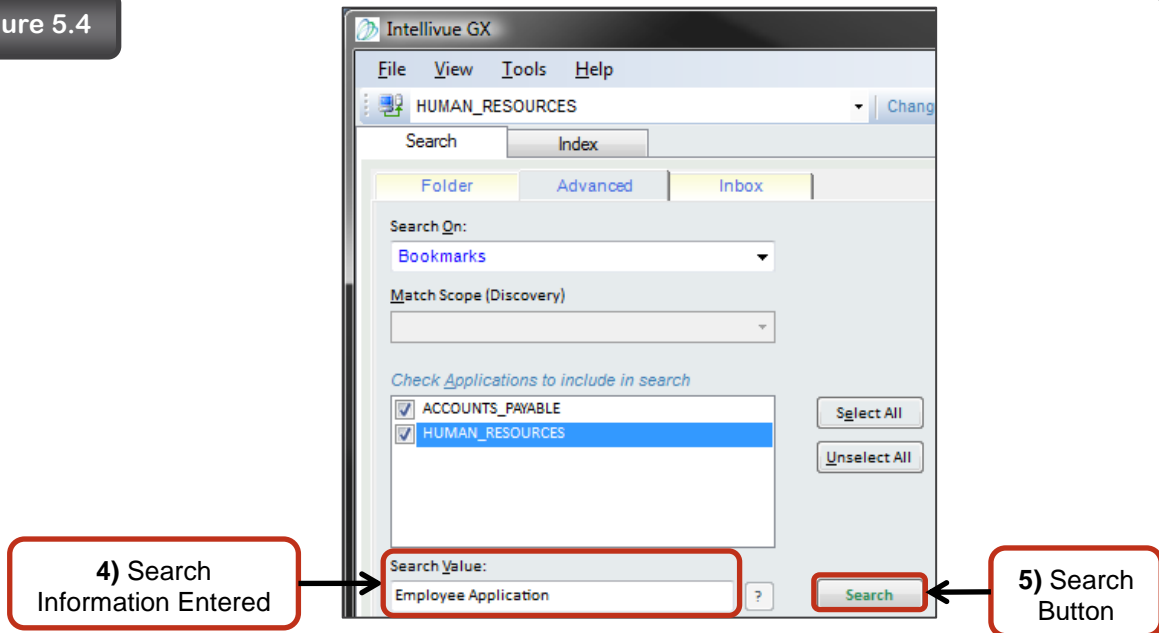 ure 5.4
Intellivue GX
File View Tools Help
HUMAN_RESOURCES Chang
Search Index
Folder Advanced Inbox
Search On:
Bookmarks
Match Scope (Discovery)
Check Applications to include in search
ACCOUNTS_PAYABLE Select All
HUMAN_RESOURCES
Unselect All
4) Search
Information Entered
Search Value:
Employee Application ? Search
5) Search
Button